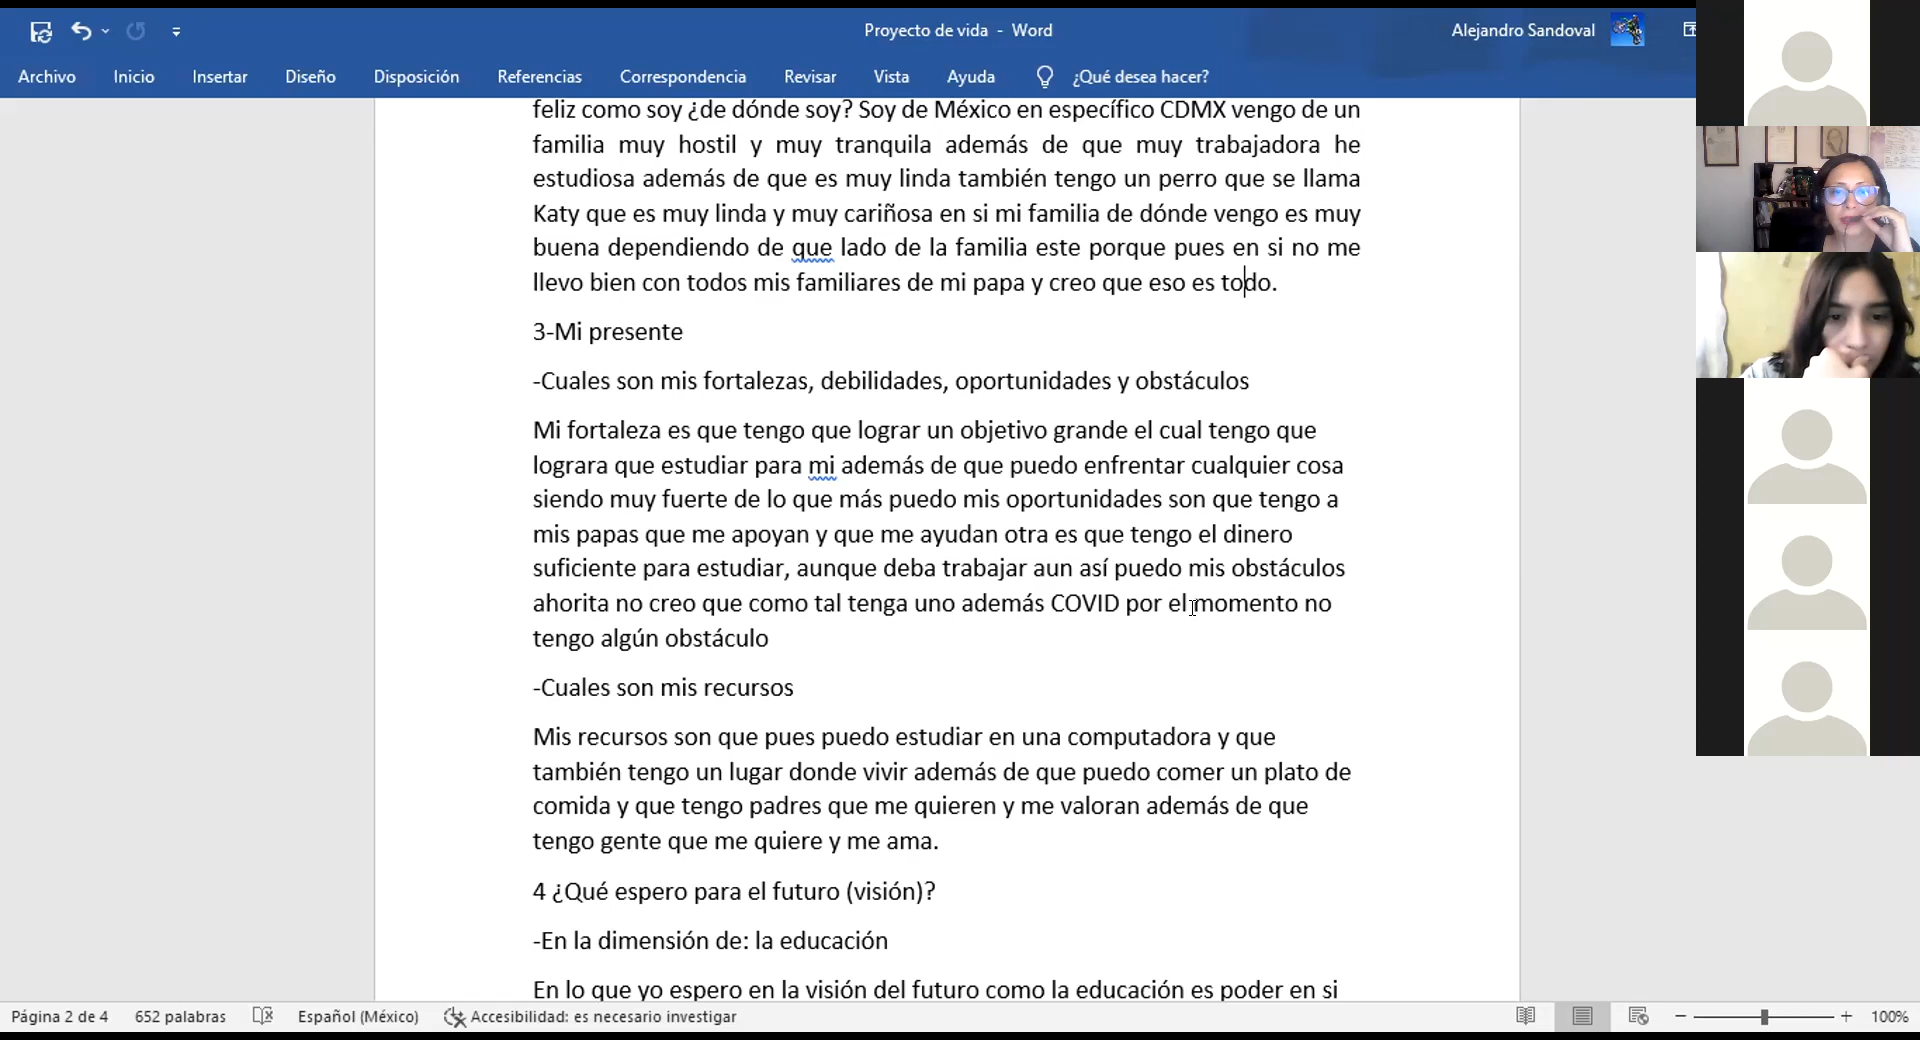 Proyecto de vida - Word
Alejandro Sandoval
Archivo Inicio Insertar Diseño Disposición Referencias Correspondencia Revisar Vista Ayuda ¿Qué desea hacer?
feliz como soy ¿de dónde soy? Soy de México en específico CDMX vengo de un
familia muy hostil y muy tranquila además de que muy trabajadora he
estudiosa además de que es muy linda también tengo un perro que se llama
Katy que es muy linda y muy cariñosa en si mi familia de dónde vengo es muy
buena dependiendo de que lado de la familia este porque pues en si no me
llevo bien con todos mis familiares de mi papa y creo que eso es todo.
3-Mi presente
-Cuales son mis fortalezas, debilidades, oportunidades y obstáculos
Mi fortaleza es que tengo que lograr un objetivo grande el cual tengo que
lograra que estudiar para mi además de que puedo enfrentar cualquier cosa
siendo muy fuerte de lo que más puedo mis oportunidades son que tengo a
mis papas que me apoyan y que me ayudan otra es que tengo el dinero
suficiente para estudiar, aunque deba trabajar aun así puedo mis obstáculos
ahorita no creo que como tal tenga uno además COVID por el momento no
tengo algún obstáculo
-Cuales son mis recursos
Mis recursos son que pues puedo estudiar en una computadora y que
también tengo un lugar donde vivir además de que puedo comer un plato de
comida y que tengo padres que me quieren y me valoran además de que
tengo gente que me quiere y me ama.
4 ¿Qué espero para el futuro (visión)?
-En la dimensión de: la educación
En lo que yo espero en la visión del futuro como la educación es poder en si
Página 2 de 4 652 palabras Español (México) Accesibilidad: es necesario investigar 100%